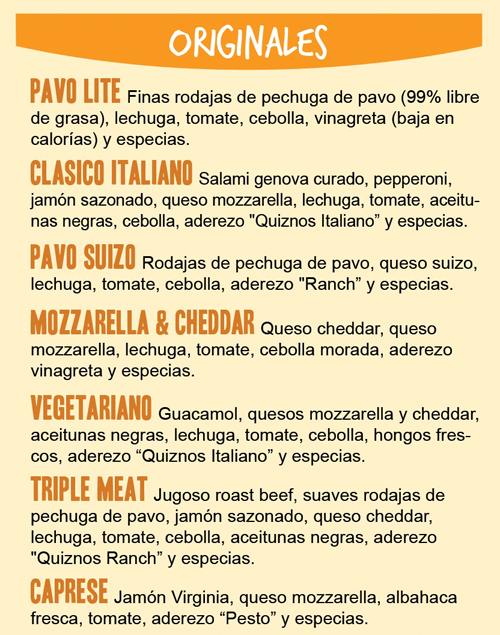 ORIGINALES
PAVO LITE Finas rodajas de pechuga de pavo (99% libre
de grasa), lechuga, tomate, cebolla, vinagreta (baja en
calorías) y especias.
CLASICO ITALIANO Salami genova curado, pepperoni,
jamón sazonado, queso mozzarella, lechuga, tomate, aceitu-
nas negras, cebolla, aderezo "Quiznos Italiano” y especias.
PAVO SUIZO Rodajas de pechuga de pavo, queso suizo,
lechuga, tomate, cebolla, aderezo "Ranch” y especias.
MOZZARELLA & CHEDDAR Queso cheddar, queso
mozzarella, lechuga, tomate, cebolla morada, aderezo
vinagreta y especias.
VEGETARIANO Guacamol, quesos mozzarella y cheddar,
aceitunas negras, lechuga, tomate, cebolla, hongos fres-
cos, aderezo “Quiznos Italiano” y especias.
TRIPLE MEAT Jugoso roast beef, suaves rodajas de
pechuga de pavo, jamón sazonado, queso cheddar,
lechuga, tomate, cebolla, aceitunas negras, aderezo
"Quiznos Ranch” y especias.
CAPRESE Jamón Virginia, queso mozzarella, albahaca
fresca, tomate, aderezo “Pesto” y especias.